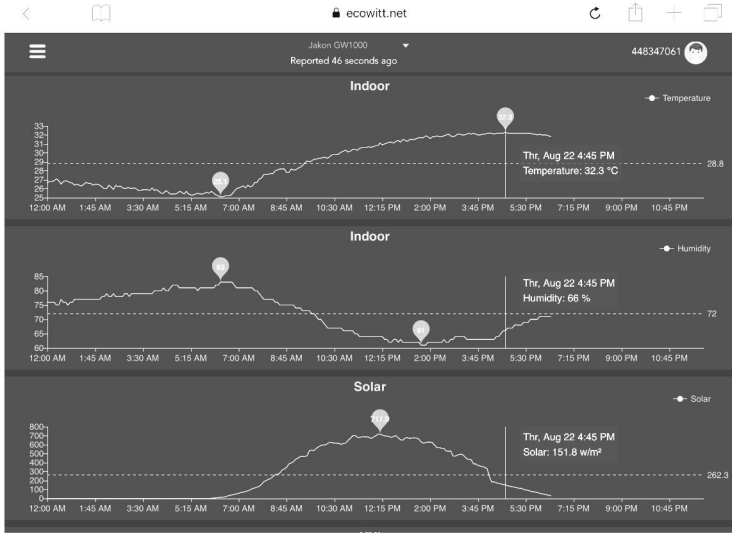 ecowitt.net
Jakon GW1000
Reported 46 seconds ago
448347061
Indoor
Temperature
33
32
31
30
29
28
27
26
25
32.3
25.1
28.8
Thr, Aug 22 4:45 PM
Temperature: 32.3 °C
12:00 AM 1:45 AM 3:30 AM 5:15 AM 7:00 AM 8:45 AM 10:30 AM 12:15 PM 2:00 PM 3:45 PM 5:30 PM 7:15 PM 9:00 PM 10:45 PM
Indoor
Humidity
85
80
75
70
65
60
83
61
72
Thr, Aug 22 4:45 PM
Humidity: 66 %
12:00 AM 1:45 AM 3:30 AM 5:15 AM 7:00 AM 8:45 AM 10:30 AM 12:15 PM 2:00 PM 3:45 PM 5:30 PM 7:15 PM 9:00 PM 10:45 PM
Solar
Solar
800
700
600
500
400
300
200
100
0
717.9
262.3
Thr, Aug 22 4:45 PM
Solar: 151.8 w/m²
12:00 AM 1:45 AM 3:30 AM 5:15 AM 7:00 AM 8:45 AM 10:30 AM 12:15 PM 2:00 PM 3:45 PM 5:30 PM 7:15 PM 9:00 PM 10:45 PM